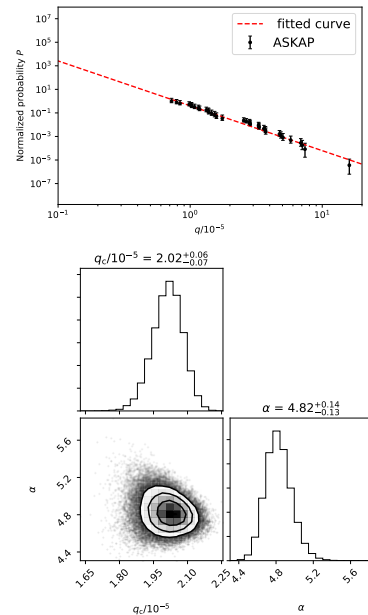 10^7
10^5
10^3
10^1
10^{-1}
10^{-3}
10^{-5}
10^{-7}
Normalized probability P
fitted curve
ASKAP
10^{-1}
10^0
10^1
q/10^{-5}
q_c/10^{-5} = 2.02^{+0.06}_{-0.07}
α = 4.82^{+0.14}_{-0.13}
5.6
5.2
4.8
4.4
α
1.65
1.80
1.95
2.10
2.25
q_c/10^{-5}
4.4
4.8
5.2
5.6
α